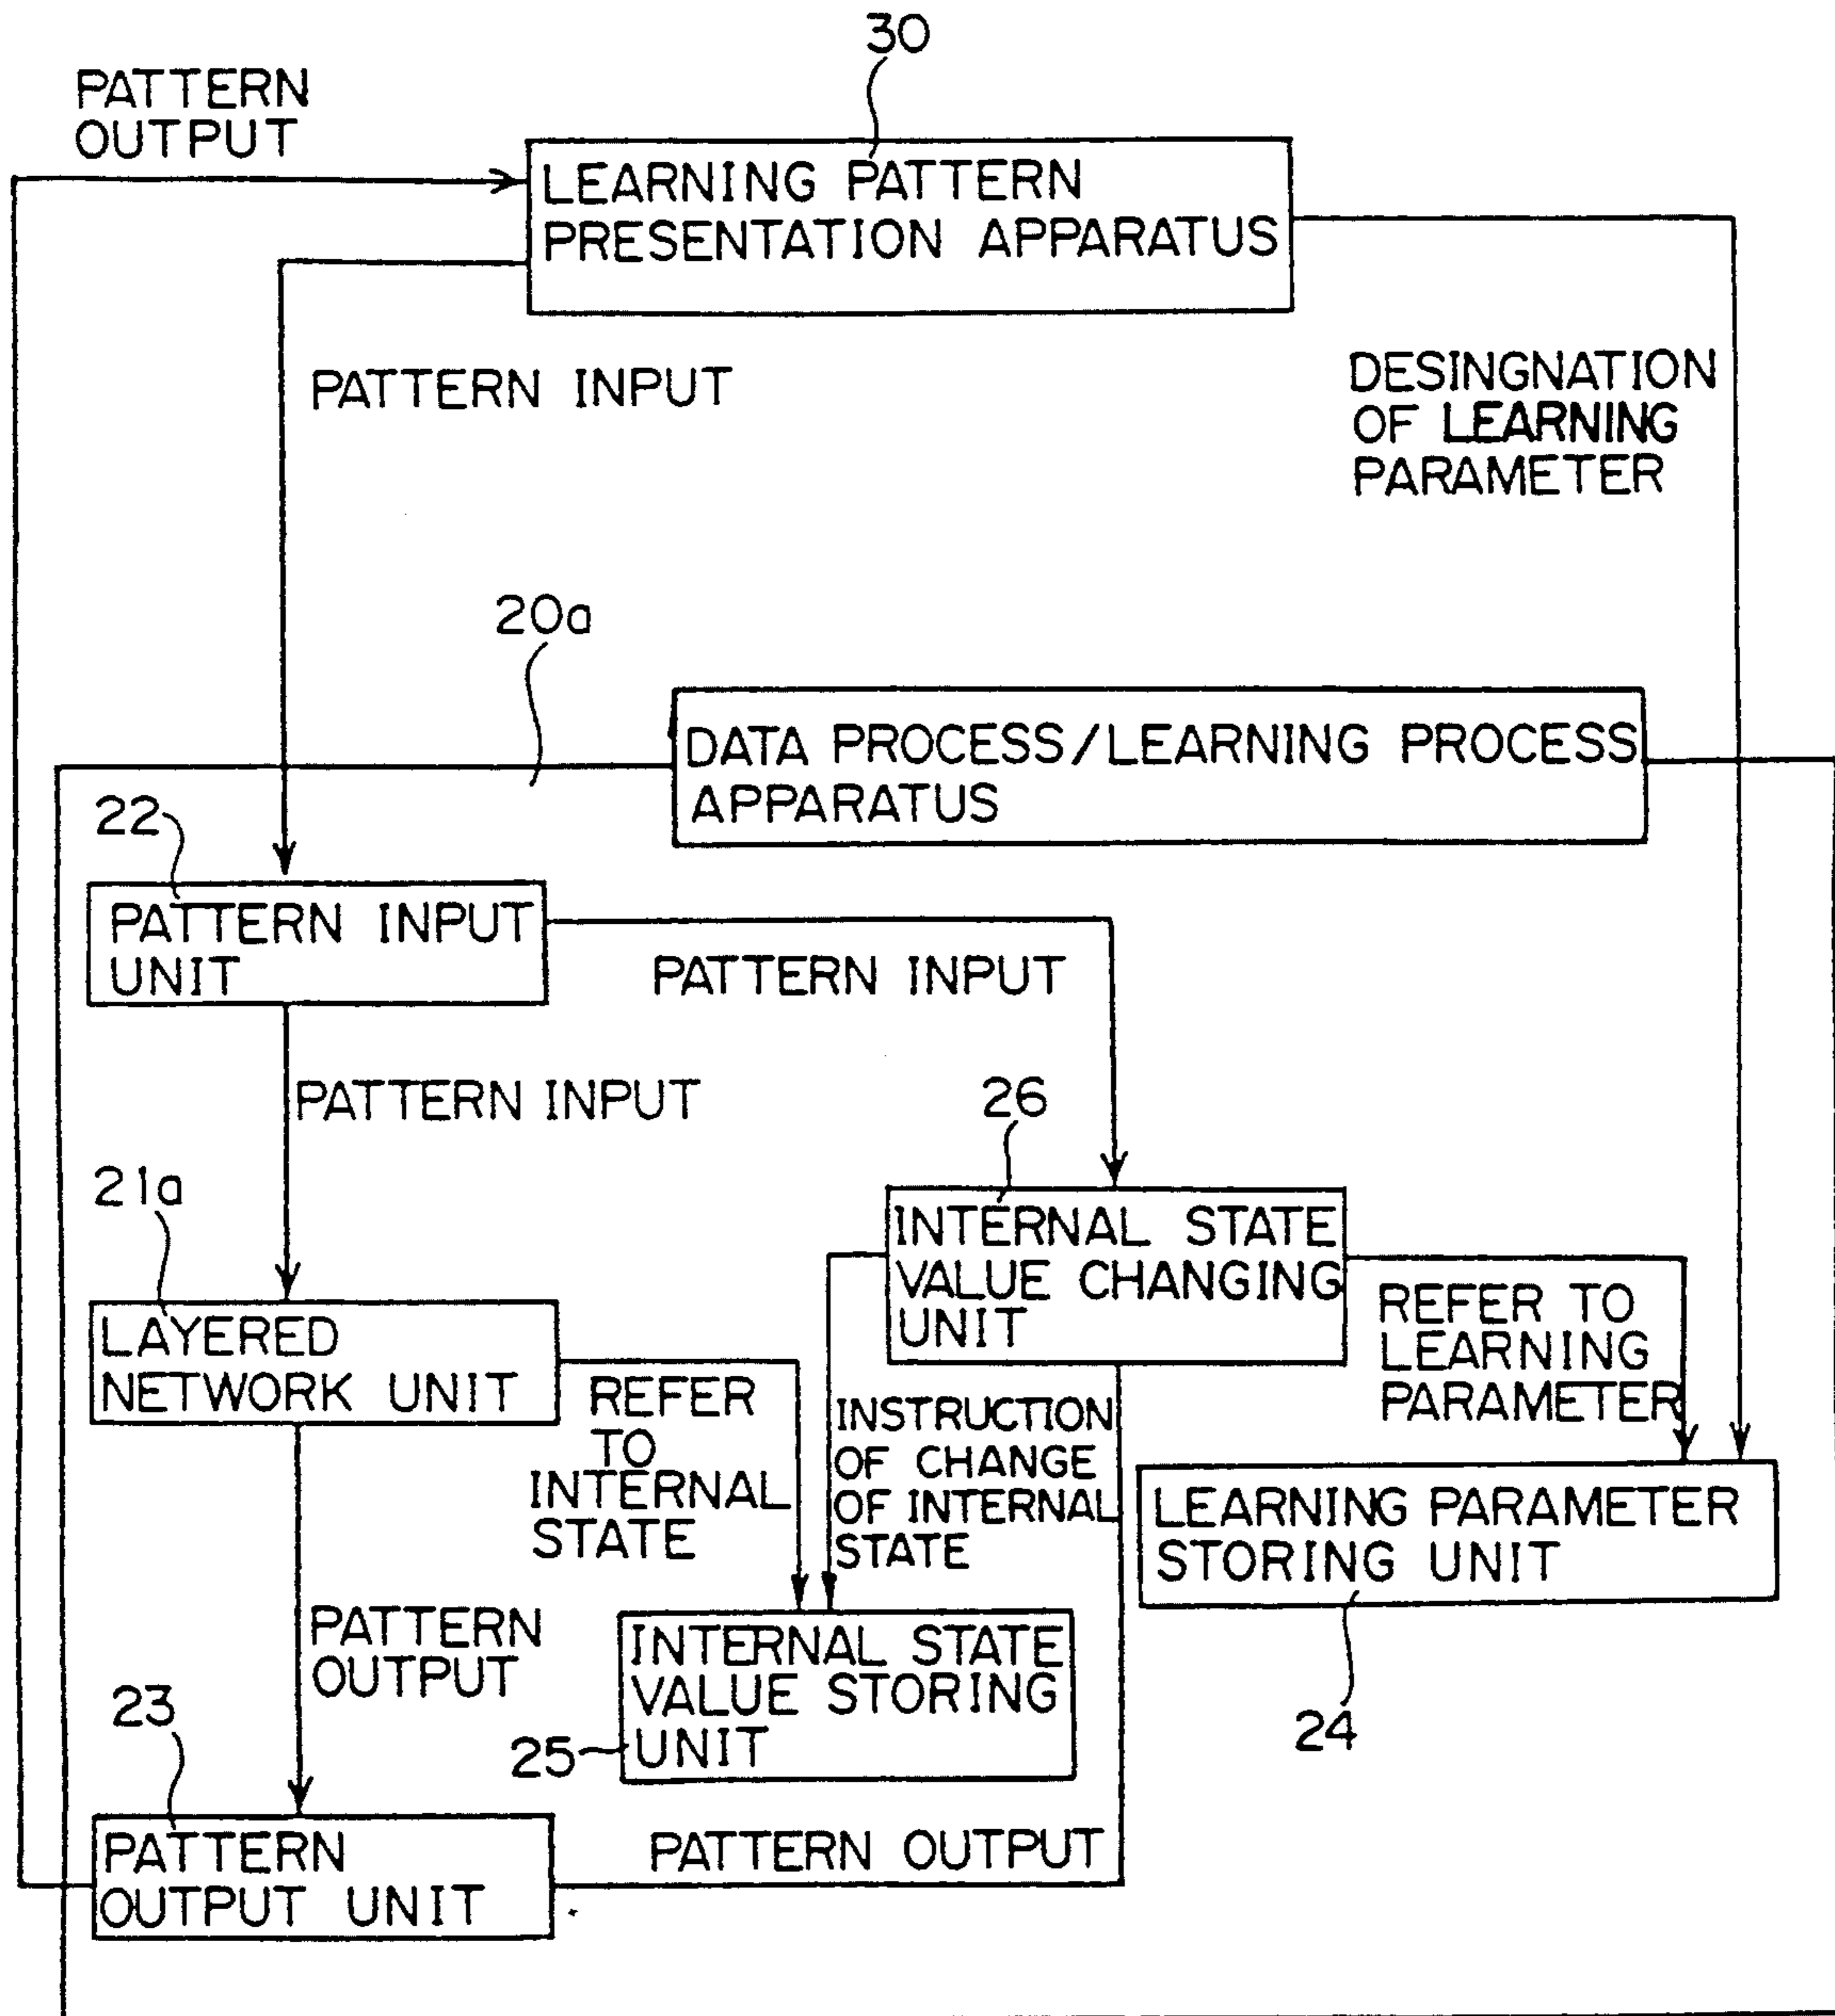 30
PATTERN
OUTPUT
LEARNING PATTERN
PRESENTATION APPARATUS
PATTERN INPUT
DESINGNATION
OF LEARNING
PARAMETER
20a
DATA PROCESS/LEARNING PROCESS
APPARATUS
22
PATTERN INPUT
UNIT
PATTERN INPUT
PATTERN INPUT
26
21a
INTERNAL STATE
VALUE CHANGING
UNIT
REFER TO
LEARNING
PARAMETER
LAYERED
NETWORK UNIT
REFER
TO
INTERNAL
STATE
INSTRUCTION
OF CHANGE
OF INTERNAL
STATE
LEARNING PARAMETER
STORING UNIT
24
PATTERN
OUTPUT
INTERNAL STATE
VALUE STORING
UNIT
25
23
PATTERN
OUTPUT UNIT
PATTERN OUTPUT